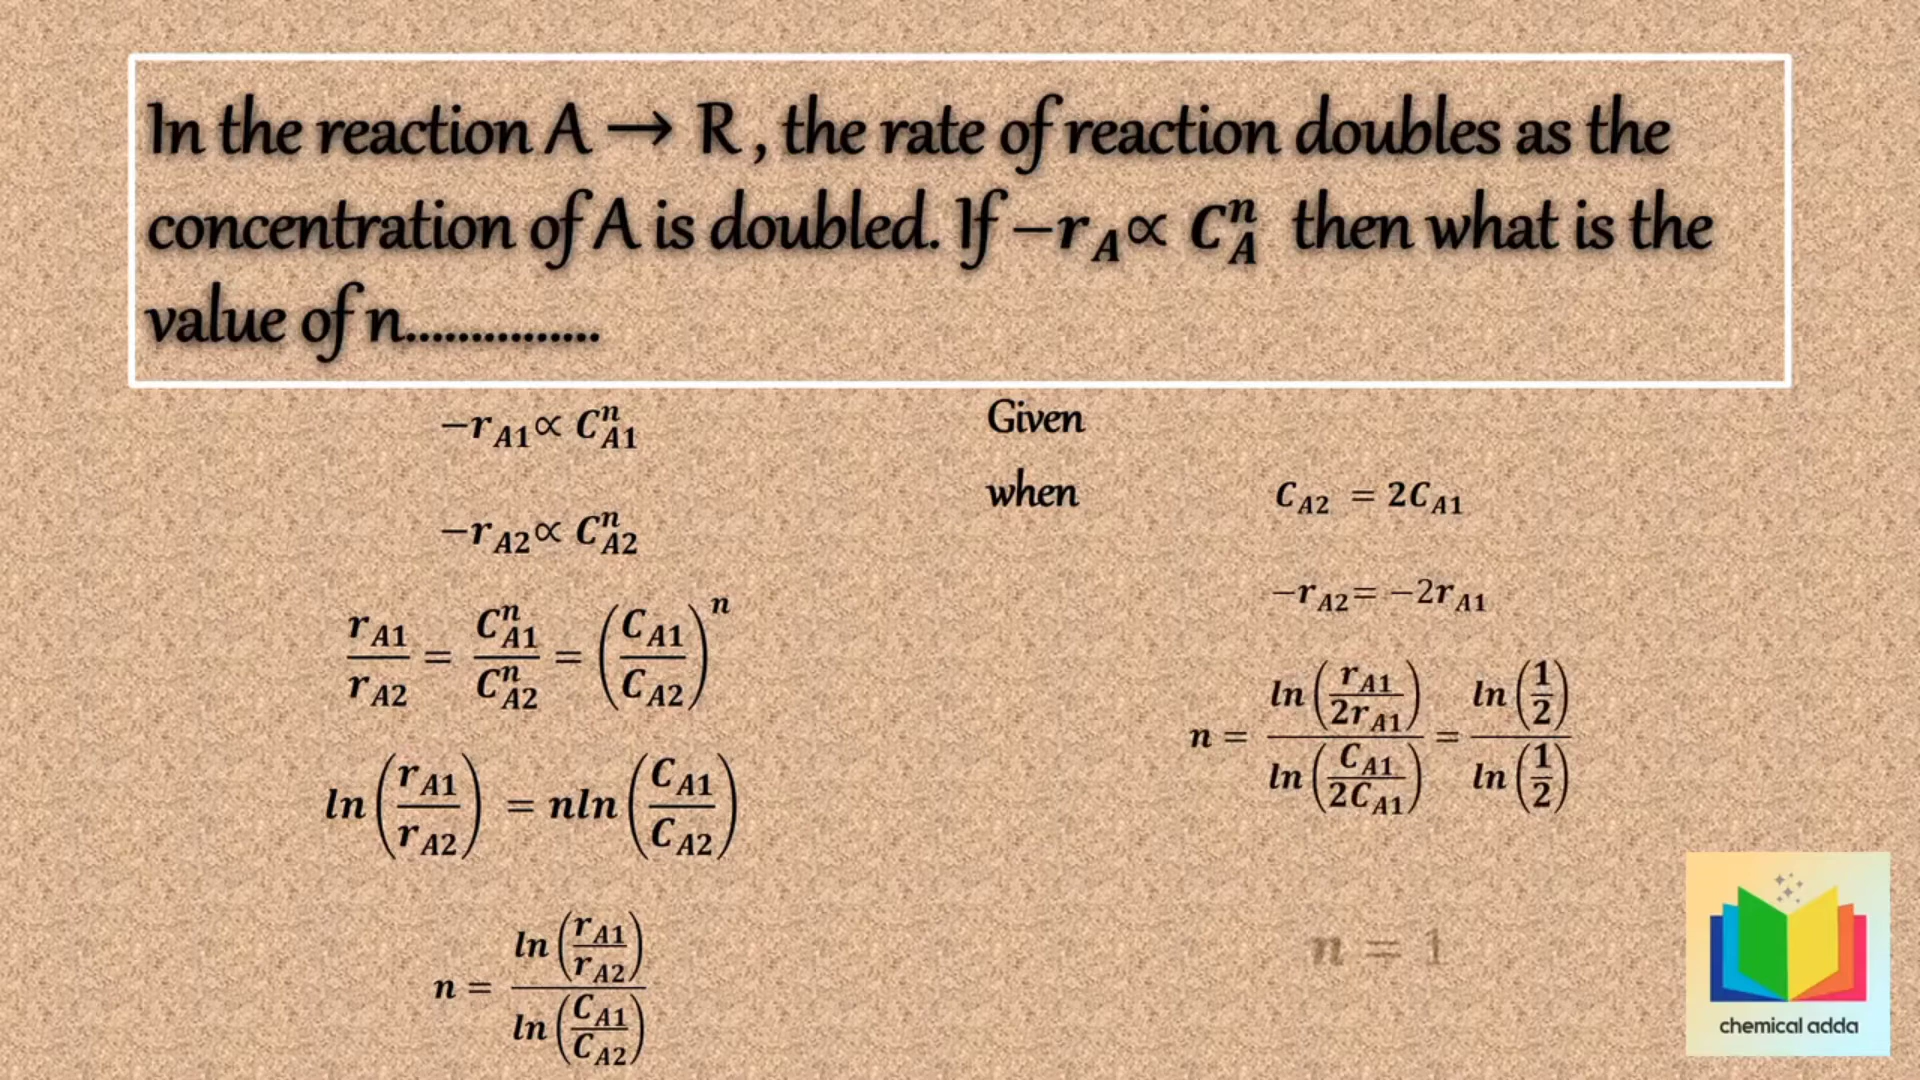 In the reaction A → R , the rate of reaction doubles as the
concentration of A is doubled. If −r_A ∝ C_A^n then what is the
value of n...............
−r_A1 ∝ C_A1^n
−r_A2 ∝ C_A2^n
r_A1/r_A2 = C_A1^n/C_A2^n = (C_A1/C_A2)^n
ln(r_A1/r_A2) = nln(C_A1/C_A2)
n = ln(r_A1/r_A2)/ln(C_A1/C_A2)
Given
when
C_A2 = 2C_A1
−r_A2 = −2r_A1
n = ln(r_A1/2r_A1)/ln(C_A1/2C_A1) = ln(1/2)/ln(1/2)
n = 1
chemical adda